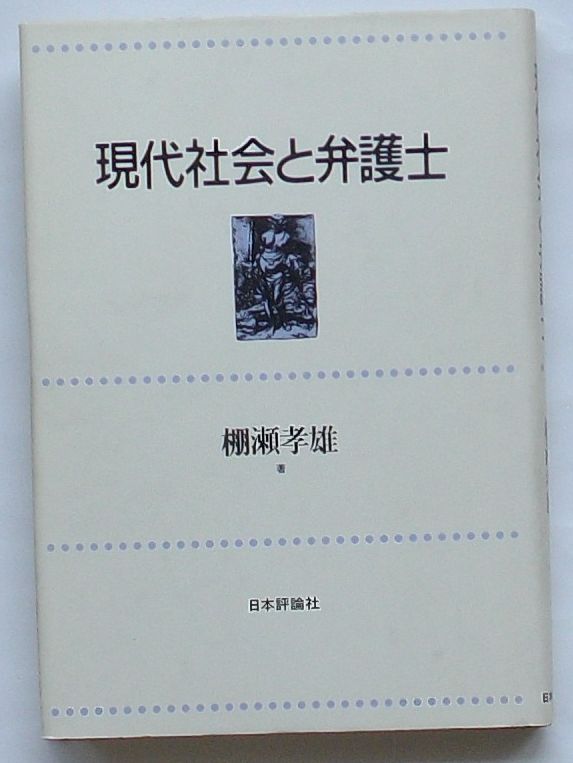 現代社会と弁護士
棚瀬孝雄
著
日本評論社